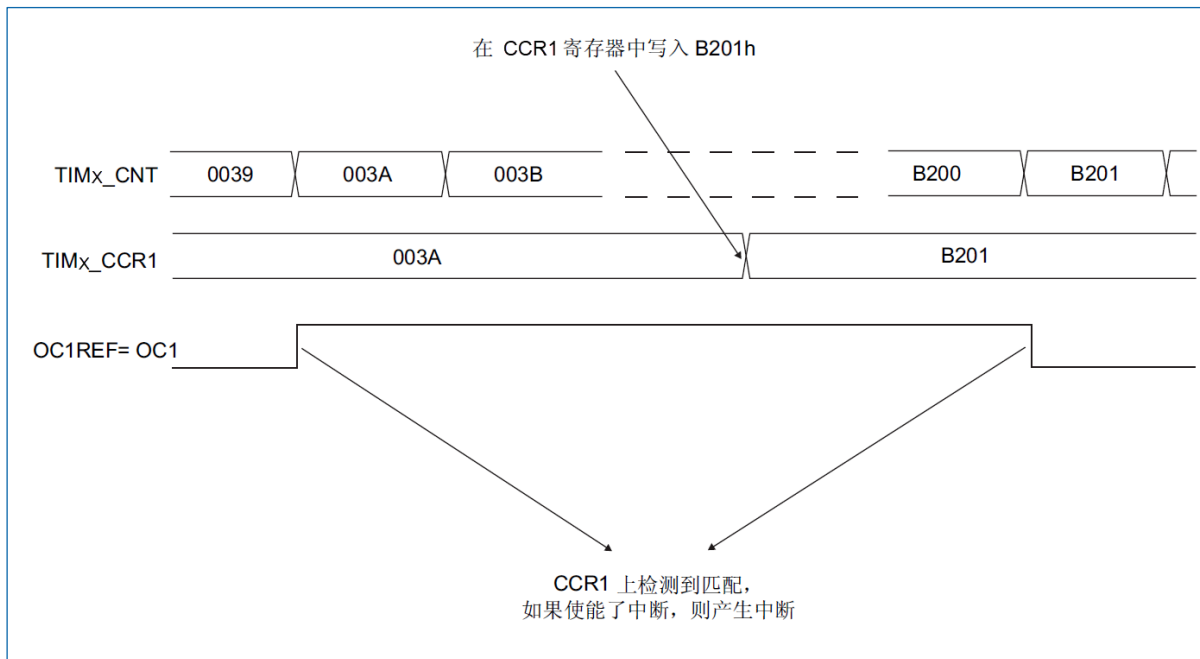 在 CCR1 寄存器中写入 B201h
TIMx_CNT 0039 003A 003B B200 B201
TIMx_CCR1 003A B201
OC1REF= OC1
CCR1 上检测到匹配，
如果使能了中断，则产生中断